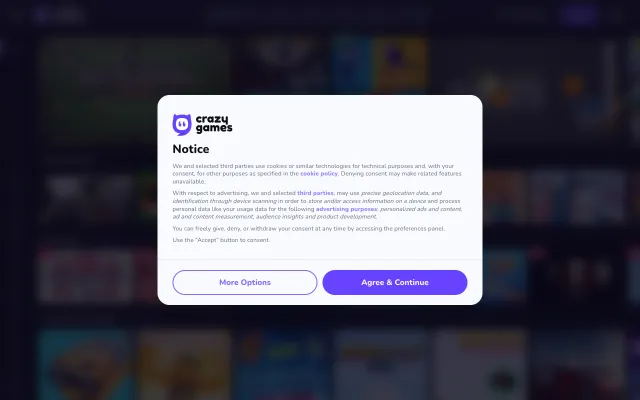 crazy
games
Notice
We and selected third parties use cookies or similar technologies for technical purposes and, with your
consent, for other purposes as specified in the cookie policy. Denying consent may make related features
unavailable.
With respect to advertising, we and selected third parties, may use precise geolocation data, and
identification through device scanning in order to store and/or access information on a device and process
personal data like your usage data for the following advertising purposes: personalized ads and content,
ad and content measurement, audience insights and product development.
You can freely give, deny, or withdraw your consent at any time by accessing the preferences panel.
Use the "Accept" button to consent.
More Options
Agree & Continue